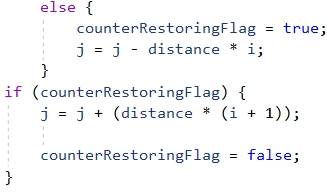 else {
counterRestoringFlag = true;
j = j - distance * i;
}
if (counterRestoringFlag) {
j = j + (distance * (i + 1));
counterRestoringFlag = false;
}